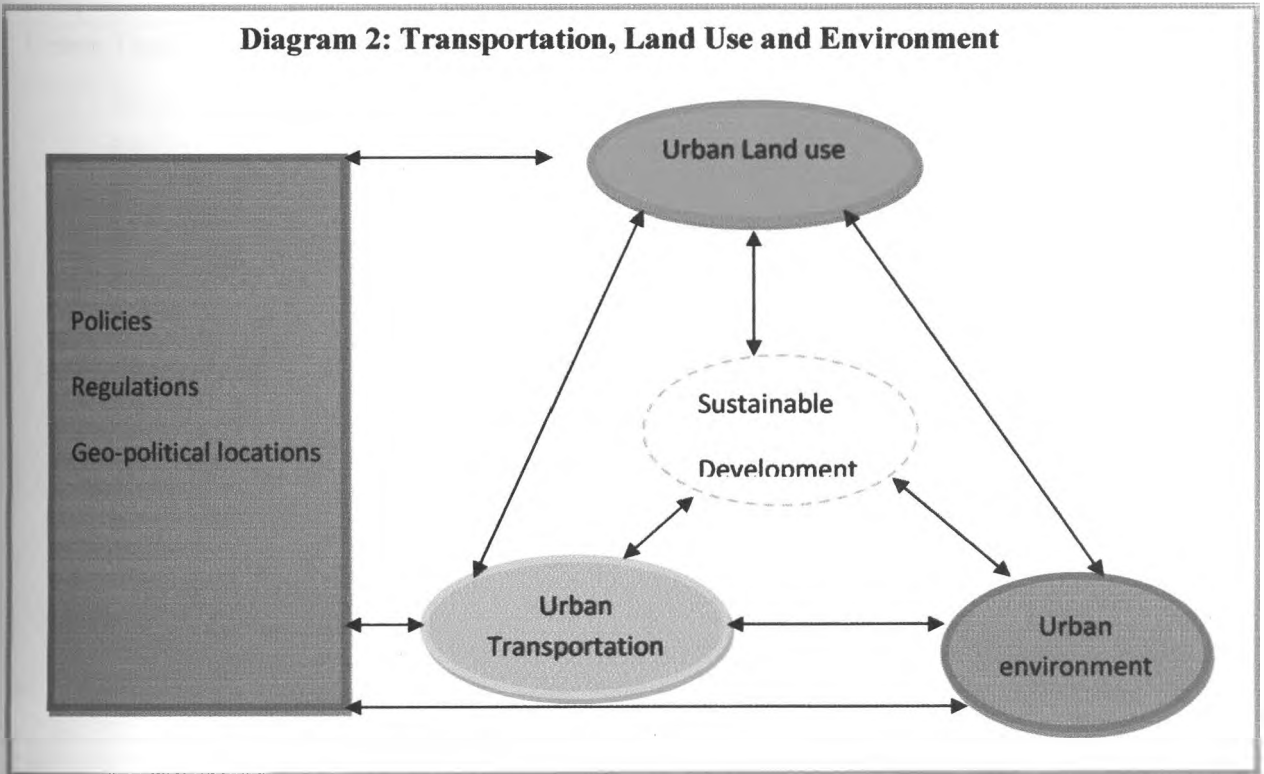 Diagram 2: Transportation, Land Use and Environment
Urban Land use
Policies
Regulations
Geo-political locations
Sustainable
Development
Urban
Transportation
Urban
environment